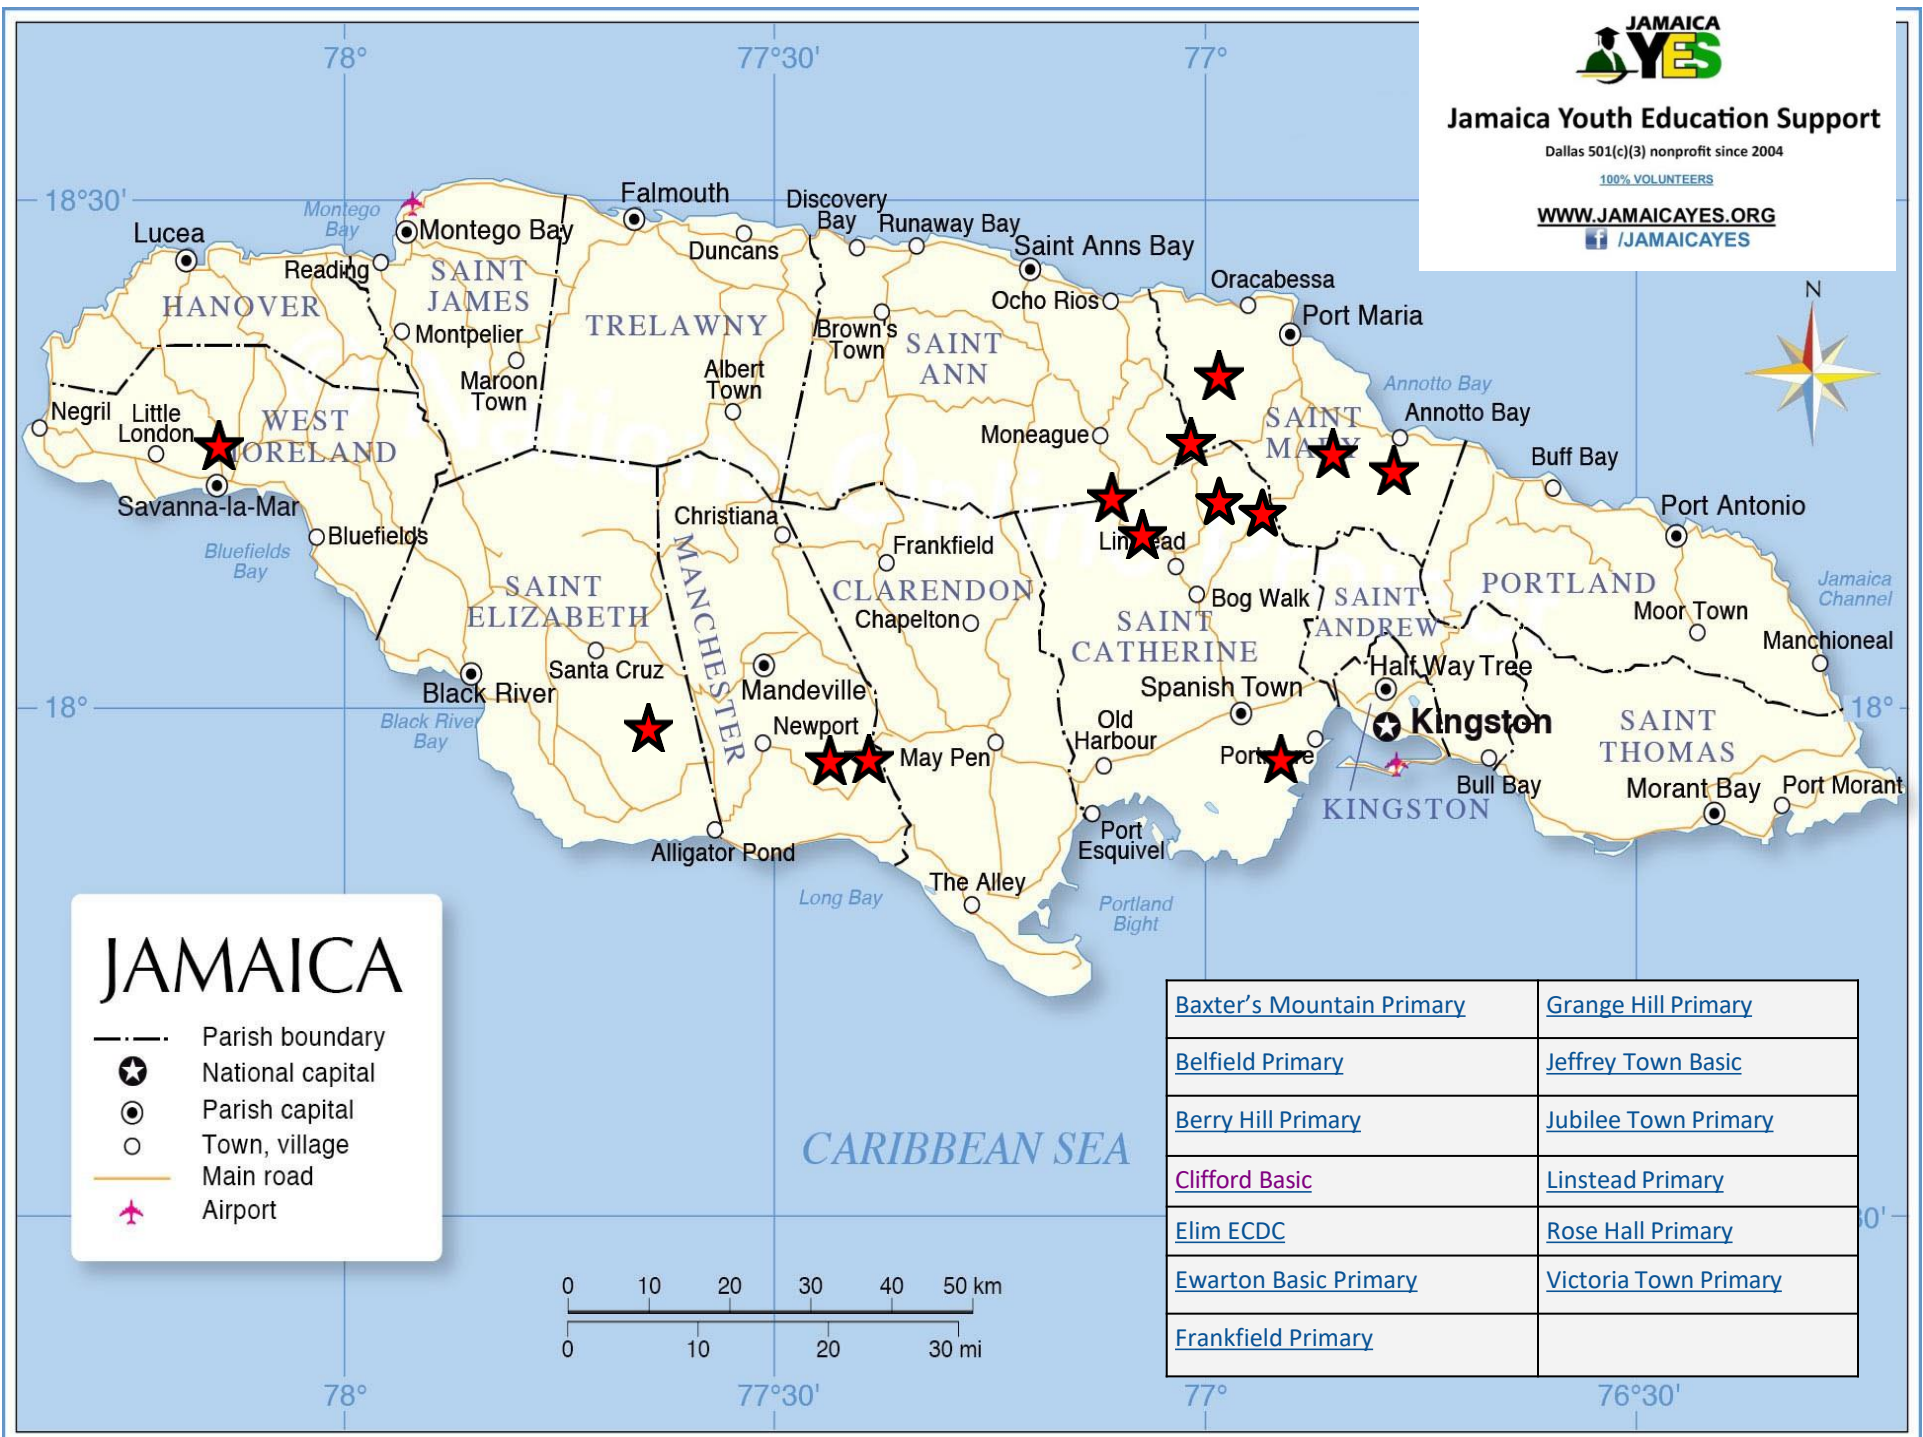 78°
77°30'
77°
JAMAICA
YES
Jamaica Youth Education Support
Dallas 501(c)(3) nonprofit since 2004
100% VOLUNTEERS
WWW.JAMAICAYES.ORG
/JAMAICAYES
N
18°30'
Montego
Bay
Lucea
Montego Bay
Reading
Falmouth
Duncans
Discovery
Bay
Runaway Bay
Saint Anns Bay
Ocho Rios
Oracabessa
Port Maria
HANOVER
SAINT
JAMES
Montpelier
Maroon
Town
TRELAWNY
Albert
Town
Brown's
Town
SAINT
ANN
Moneague
SAINT
Annotto Bay
Annotto Bay
Buff Bay
Port Antonio
Negril
Little
London
WEST
ORELAND
Savanna-la-Mar
Bluefields
Bluefields
Bay
Christiana
Frankfield
CLARENDON
Chapelton
SAINT
ELIZABETH
MANCHESTER
Santa Cruz
Mandeville
Newport
May Pen
Black River
Black River
Bay
18°
Bog Walk
SAINT
CATHERINE
Spanish Town
SAINT
ANDREW
Half Way Tree
Kingston
PORTLAND
Moor Town
Jamaica
Channel
Manchioneal
18°
Old
Harbour
KINGSTON
Bull Bay
SAINT
THOMAS
Morant Bay
Port Morant
Port
Esquivel
Alligator Pond
The Alley
Long Bay
Portland
Bight
JAMAICA
Parish boundary
National capital
Parish capital
Town, village
Main road
Airport
CARIBBEAN SEA
Baxter’s Mountain Primary
Grange Hill Primary
Belfield Primary
Jeffrey Town Basic
Berry Hill Primary
Jubilee Town Primary
Clifford Basic
Linstead Primary
Elim ECDC
Rose Hall Primary
Ewarton Basic Primary
Victoria Town Primary
Frankfield Primary
0 10 20 30 40 50 km
0 10 20 30 mi
78°
77°30'
77°
76°30'